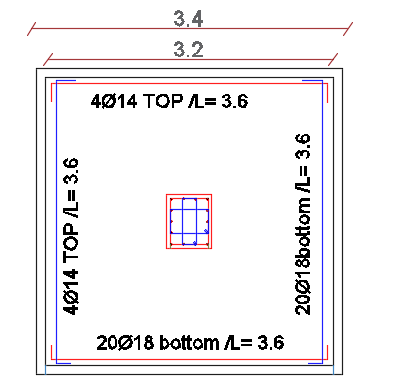 3.4
3.2
4Ø14 TOP /L= 3.6
4Ø14 TOP /L= 3.6
20Ø18bottom /L= 3.6
20Ø18 bottom /L= 3.6